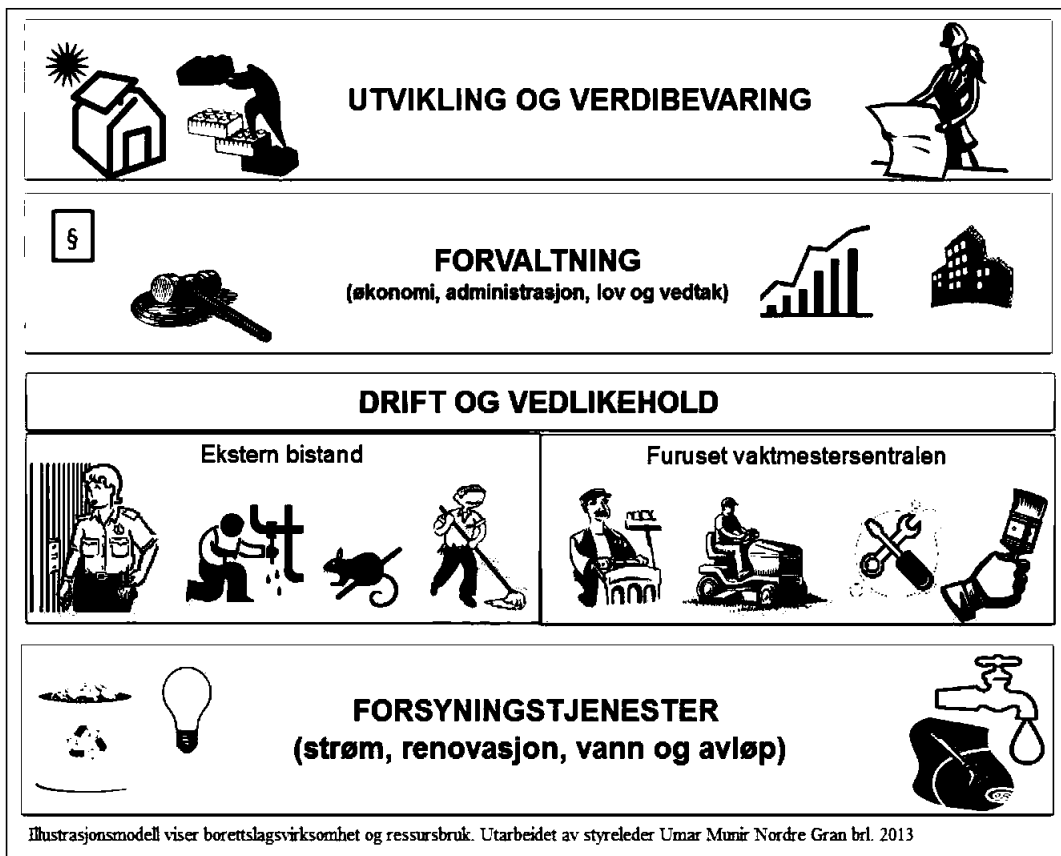 UTVIKLING OG VERDIBEVARING
§
FORVALTNING
(økonomi, administrasjon, lov og vedtak)
DRIFT OG VEDLIKEHOLD
Ekstern bistand
Furuset vaktmestersentralen
FORSYNINGSTJENESTER
(strøm, renovasjon, vann og avløp)
Illustrasjonsmodell viser borettslagsvirksomhet og ressursbruk. Utarbeidet av styreleder Umar Munir Nordre Gran brl. 2013